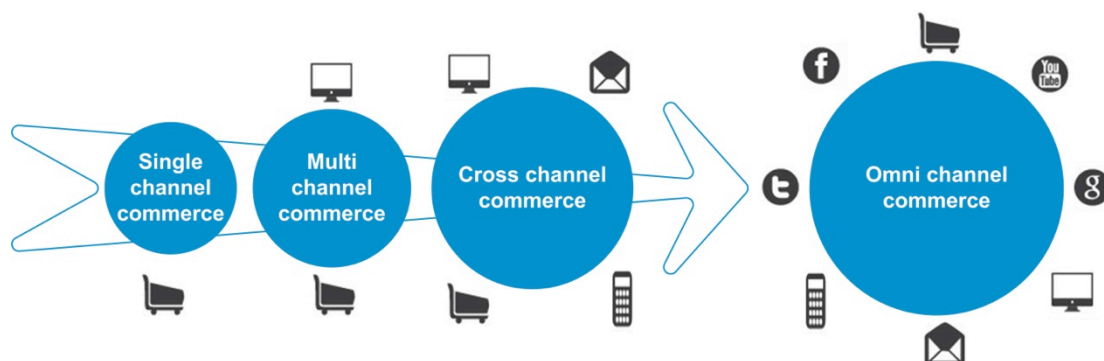 Single
channel
commerce
Multi
channel
commerce
Cross channel
commerce
Omni channel
commerce
f
You
Tube
t
g